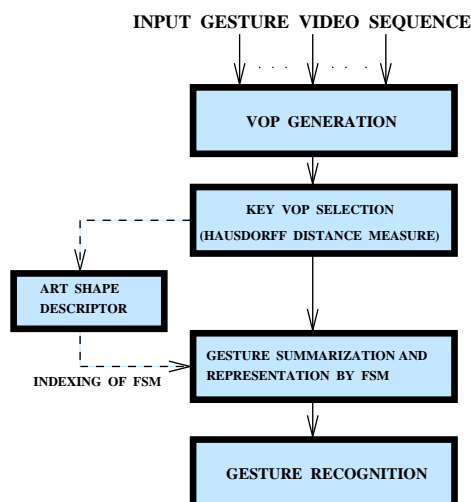 INPUT GESTURE VIDEO SEQUENCE
VOP GENERATION
KEY VOP SELECTION
(HAUSDORFF DISTANCE MEASURE)
ART SHAPE
DESCRIPTOR
GESTURE SUMMARIZATION AND
REPRESENTATION BY FSM
INDEXING OF FSM
GESTURE RECOGNITION